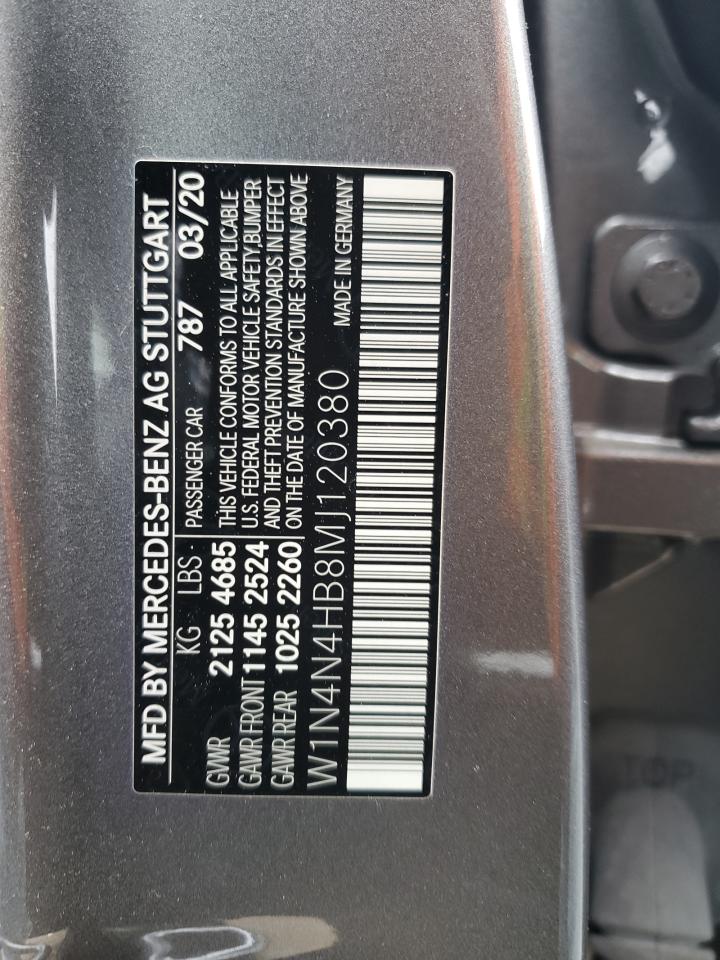 MFD BY MERCEDES-BENZ AG STUTTGART
KG LBS. PASSENGER CAR 787 03/20
GVWR 2125 4685 THIS VEHICLE CONFORMS TO ALL APPLICABLE
GAWR FRONT 1145 2524 U.S. FEDERAL MOTOR VEHICLE SAFETY, BUMPER
GAWR REAR 1025 2260 AND THEFT PREVENTION STANDARDS IN EFFECT
ON THE DATE OF MANUFACTURE SHOWN ABOVE
W1N4N4HB8MJ120380 MADE IN GERMANY
TOP